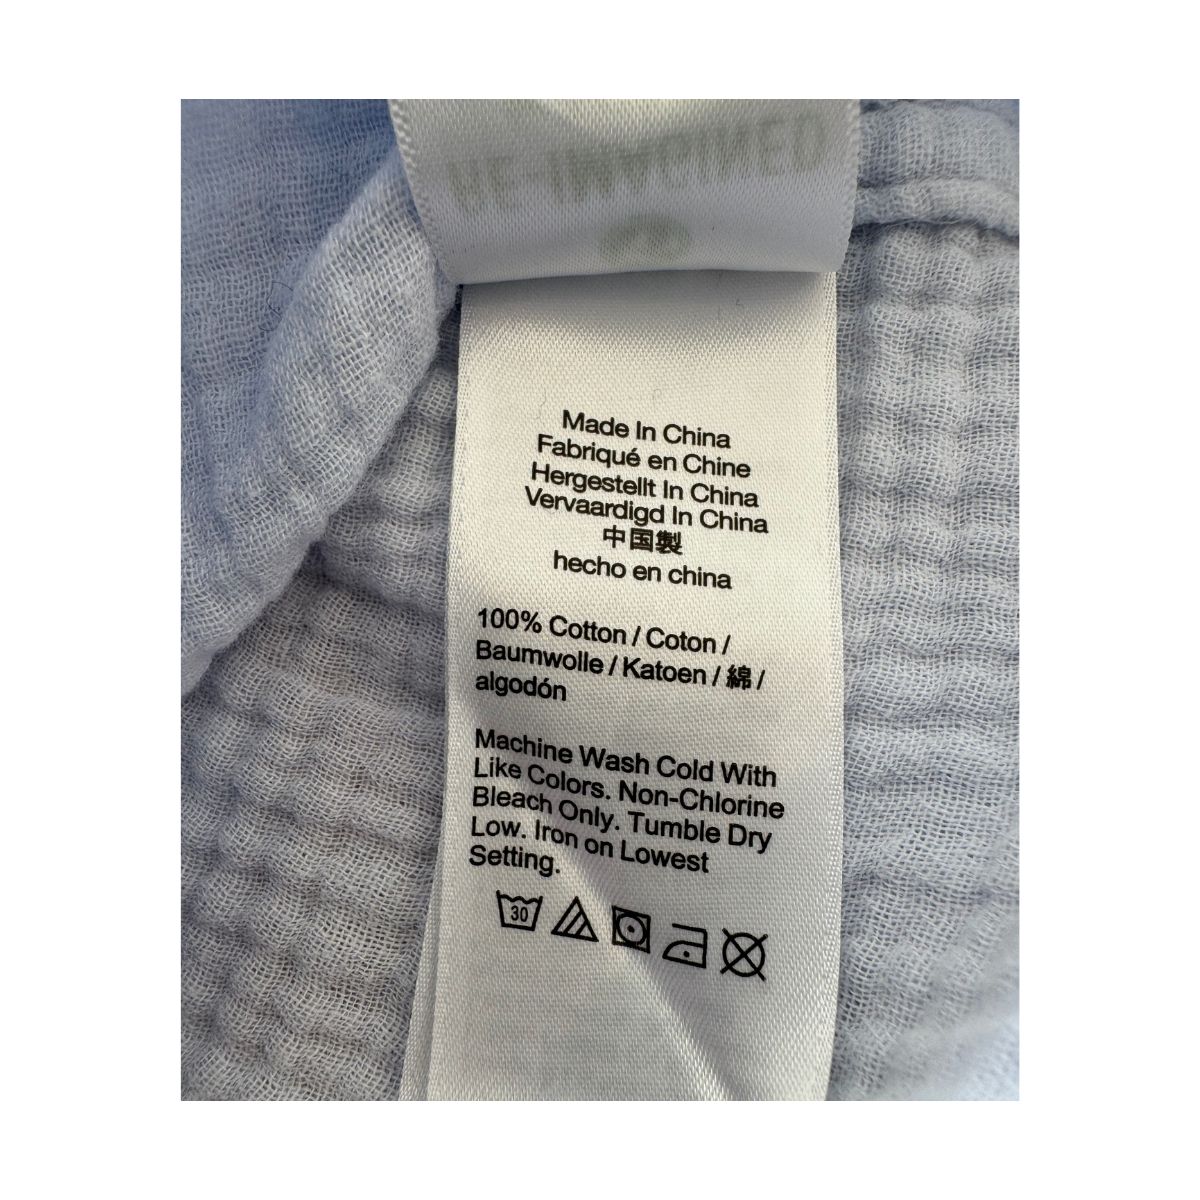 Made In China
Fabriqué en Chine
Hergestellt In China
Vervaardigd In China
中国製
hecho en china
100% Cotton / Coton /
Baumwolle / Katoen / 綿 /
algodón
Machine Wash Cold With
Like Colors. Non-Chlorine
Bleach Only. Tumble Dry
Low. Iron on Lowest
Setting.
30